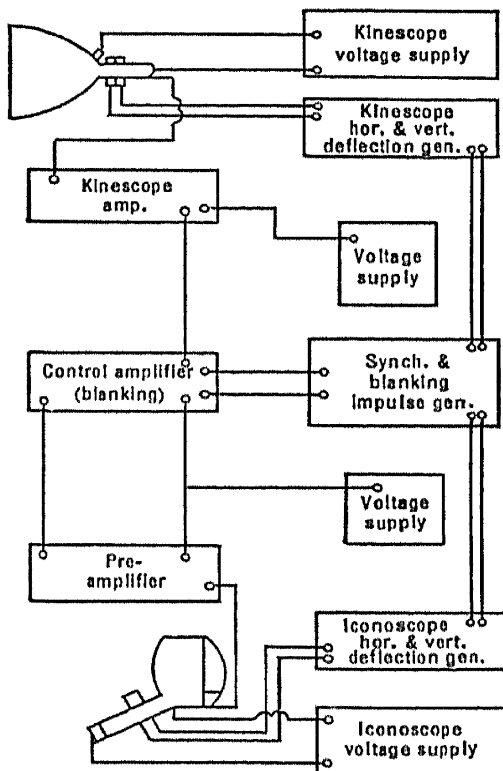 Kinescope
voltage supply
Kinescope
hor. & vert.
deflection gen.
Kinescope
amp.
Voltage
supply
Control amplifier
(blanking)
Synch. &
blanking
impulse gen.
Voltage
supply
Pre-
amplifier
Iconoscope
hor. & vert.
deflection gen.
Iconoscope
voltage supply